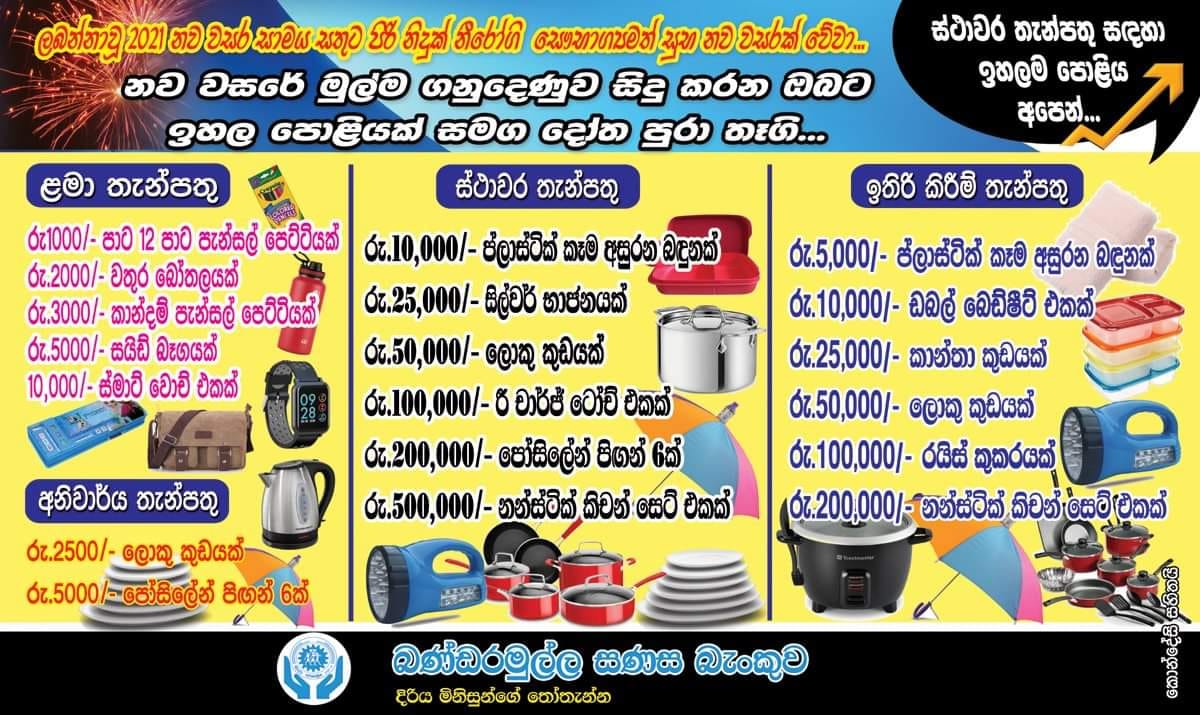 ලබන්නාවූ 2021 නව වසර සාමය සතුට පිරි නිදුක් නීරෝගි සෞභාග්‍යමත් සුභ නව වසරක් වේවා...
නව වසරේ මුල්ම ගනුදෙණුව සිදු කරන ඔබට
ඉහල පොළියක් සමග දෝත පුරා තෑගි...
ස්ථාවර තැන්පතු සඳහා
ඉහලම පොළිය
අපෙන්...
ළමා තැන්පතු
රු1000/- පාට 12 පාට පැන්සල් පෙට්ටියක්
රු.2000/- වතුර බෝතලයක්
රු.3000/- කාන්දම් පැන්සල් පෙට්ටියක්
රු.5000/- සයිඩ් බෑගයක්
10,000/- ස්මාට් වොච් එකක්
අනිවාර්ය තැන්පතු
රු.2500/- ලොකු කුඩයක්
රු.5000/- පෝසිලේන් පිඟන් 6ක්
ස්ථාවර තැන්පතු
රු.10,000/- ප්ලාස්ටික් කෑම අසුරන බඳුනක්
රු.25,000/- සිල්වර් භාජනයක්
රු.50,000/- ලොකු කුඩයක්
රු.100,000/- රී චාර්ජ් ටෝච් එකක්
රු.200,000/- පෝසිලේන් පිඟන් 6ක්
රු.500,000/- නන්ස්ටික් කිචන් සෙට් එකක්
ඉතිරි කිරීම් තැන්පතු
රු.5,000/- ප්ලාස්ටික් කෑම අසුරන බඳුනක්
රු.10,000/- ඩබල් බෙඩ්ෂීට් එකක්
රු.25,000/- කාන්තා කුඩයක්
රු.50,000/- ලොකු කුඩයක්
රු.100,000/- රයිස් කුකරයක්
රු.200,000/- නන්ස්ටික් කිචන් සෙට් එකක්
කොන්දේසි සහිතයි
බණ්ඩාරමුල්ල සණස බැංකුව
දිරිය මිනිසුන්ගේ තෝතැන්න